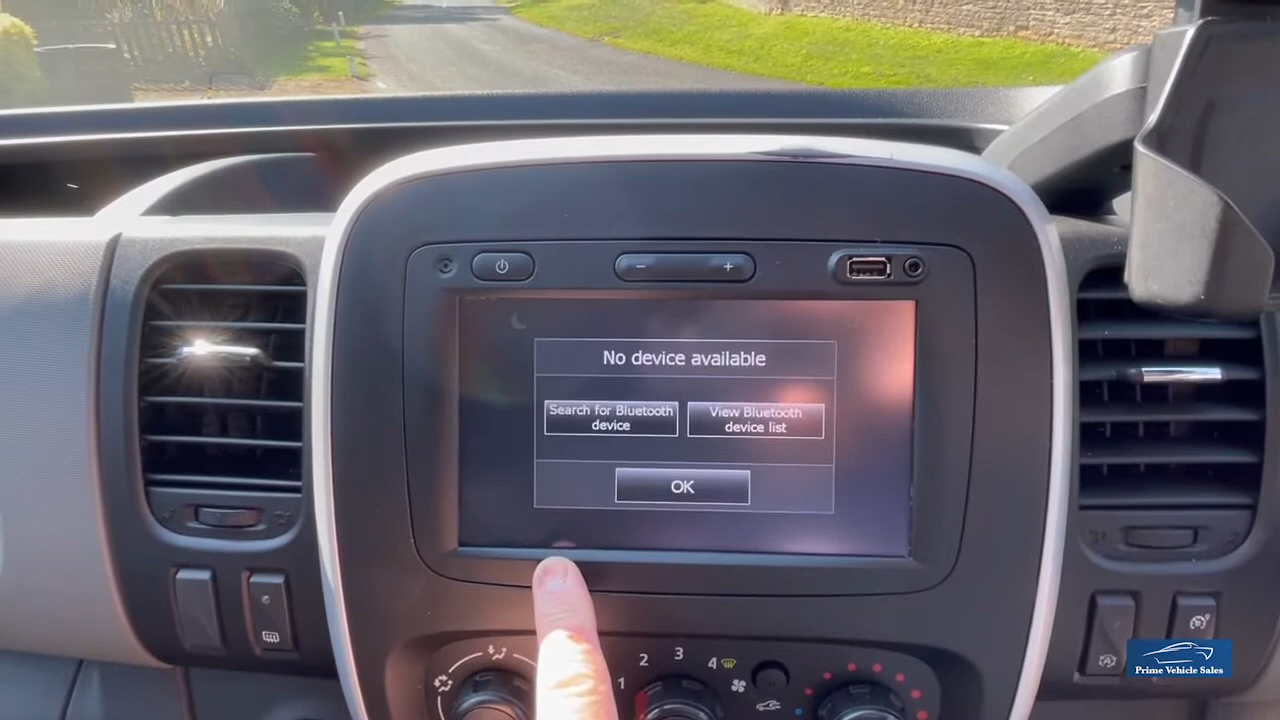 No device available
Search for Bluetooth
device
View Bluetooth
device list
OK
1
2
3
4
Prime Vehicle Sales